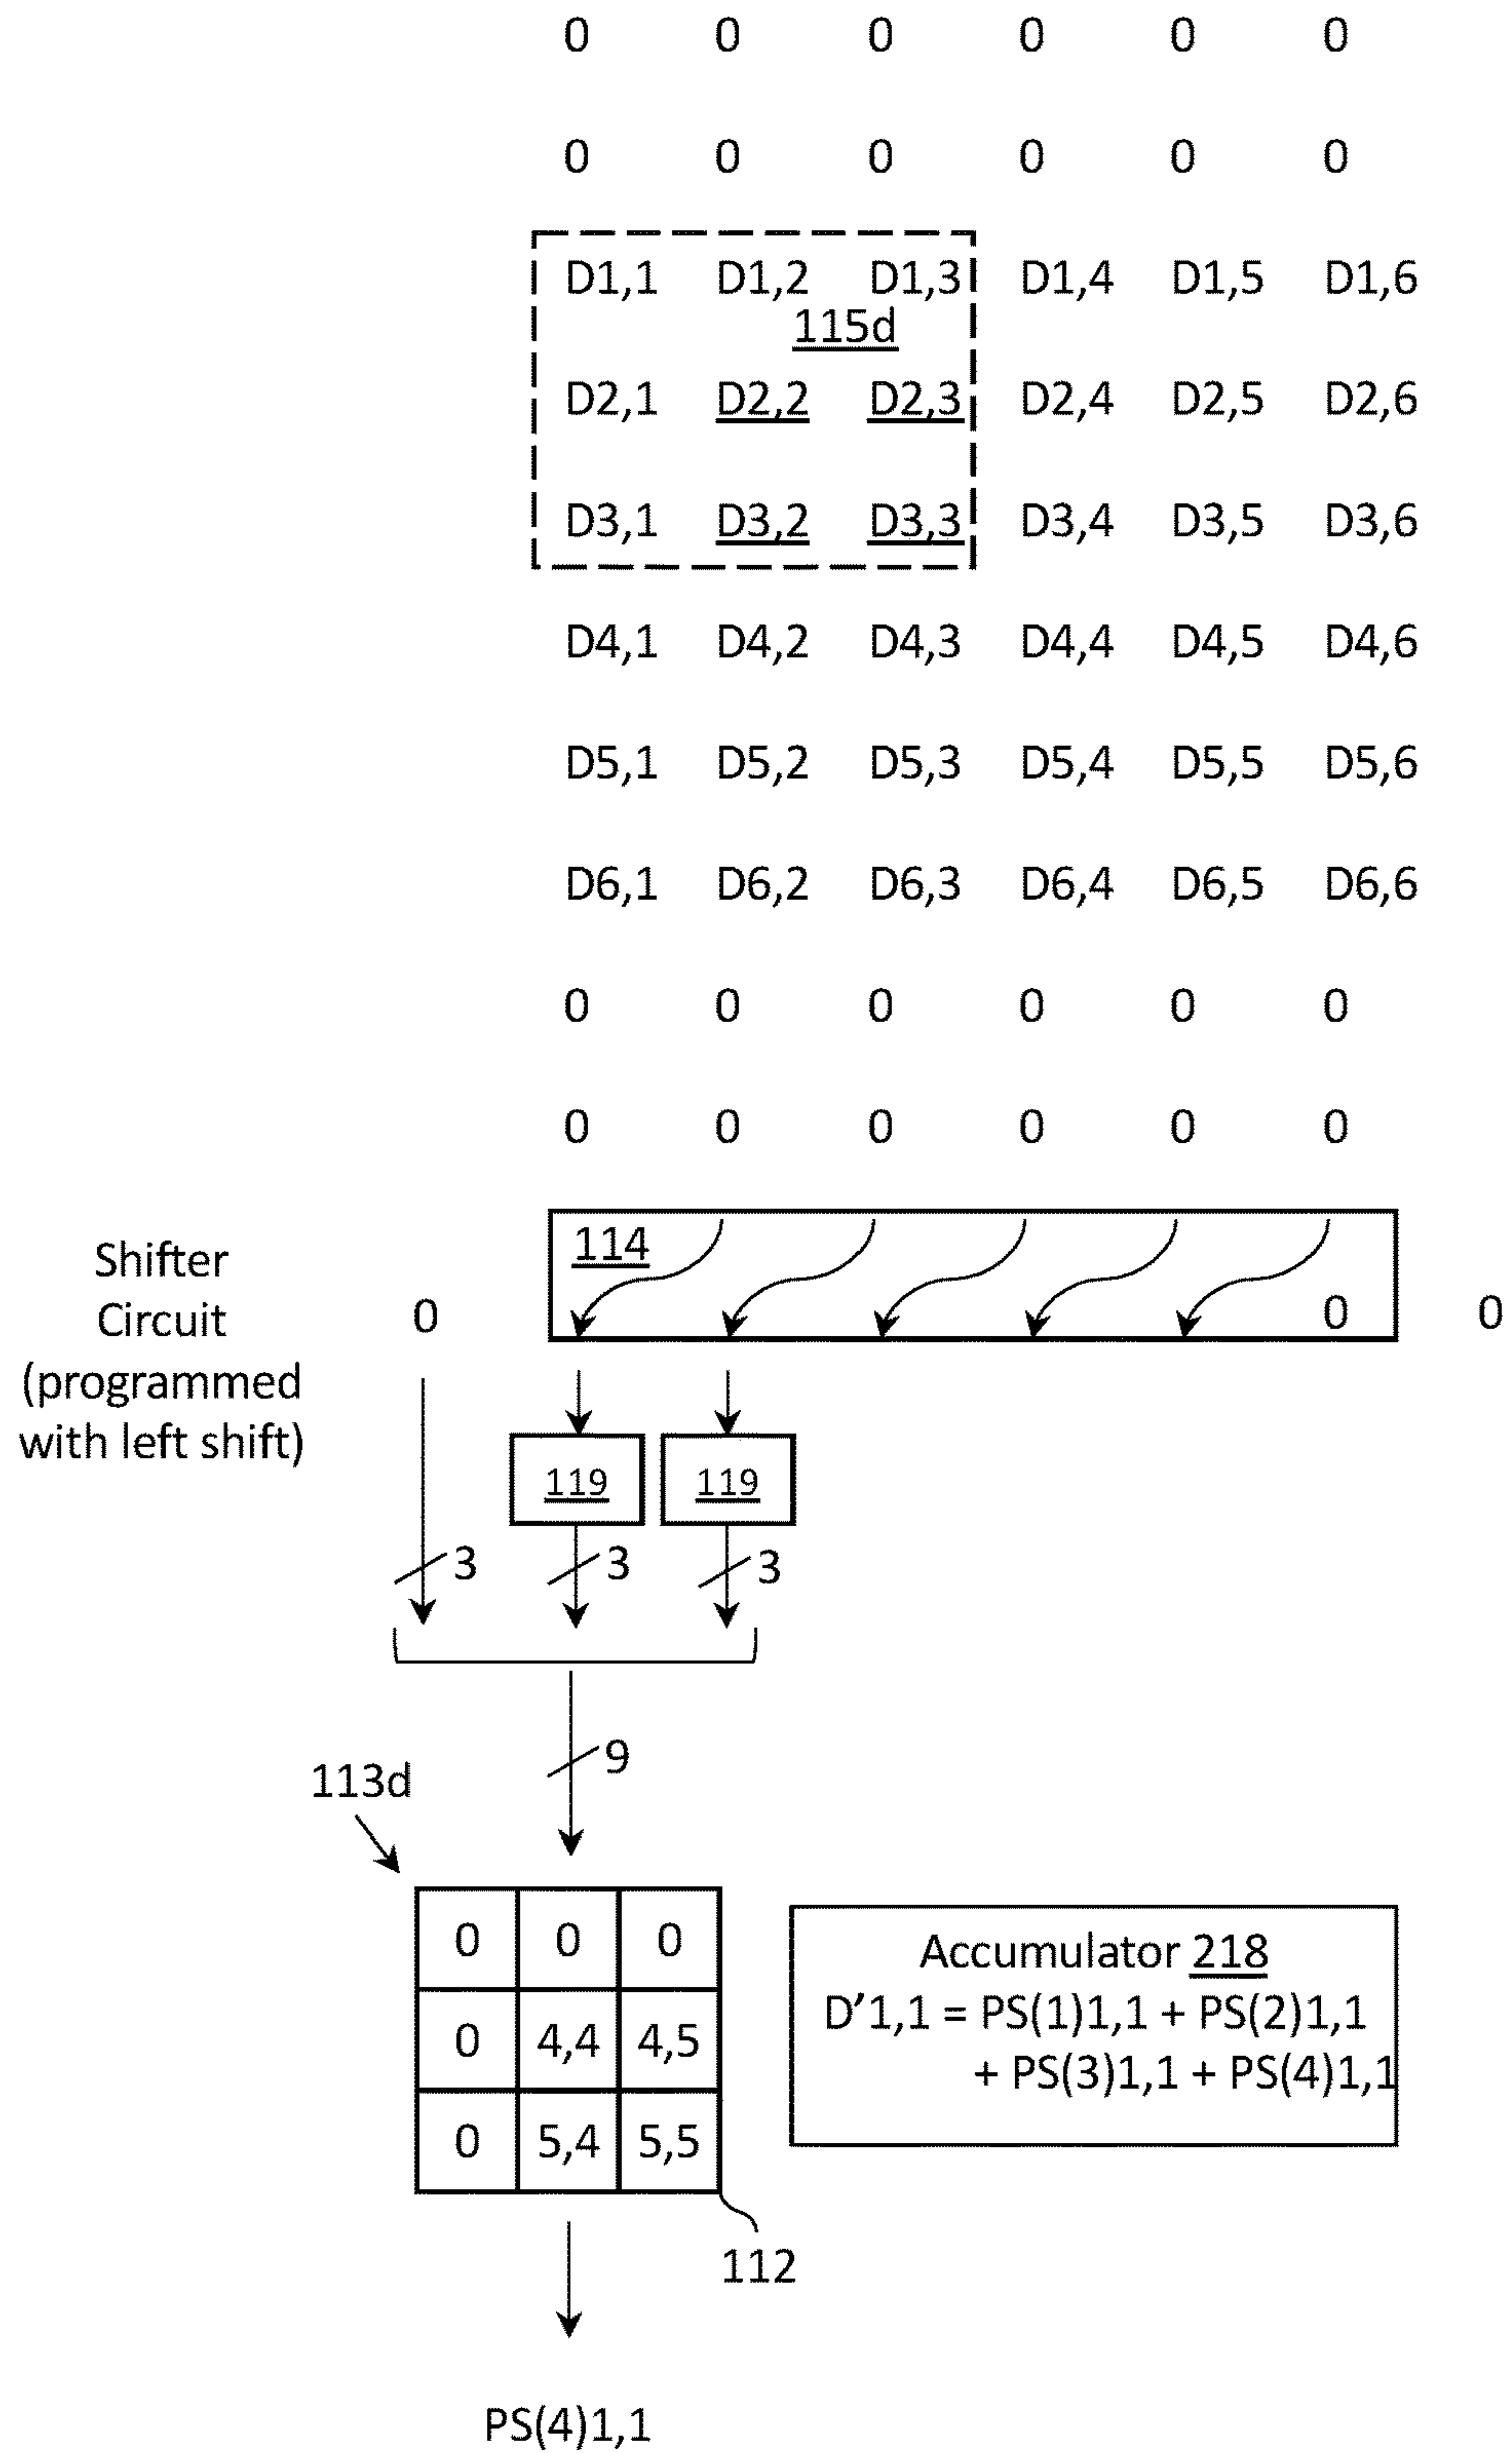 0 0 0 0 0 0
0 0 0 0 0 0
D1,1 D1,2 D1,3 D1,4 D1,5 D1,6
115d
D2,1 D2,2 D2,3 D2,4 D2,5 D2,6
D3,1 D3,2 D3,3 D3,4 D3,5 D3,6
D4,1 D4,2 D4,3 D4,4 D4,5 D4,6
D5,1 D5,2 D5,3 D5,4 D5,5 D5,6
D6,1 D6,2 D6,3 D6,4 D6,5 D6,6
0 0 0 0 0 0
0 0 0 0 0 0
Shifter
Circuit
(programmed
with left shift)
114
0 0 0
119 119
3 3 3
9
113d
0 0 0
0 4,4 4,5
0 5,4 5,5
112
Accumulator 218
D'1,1 = PS(1)1,1 + PS(2)1,1
+ PS(3)1,1 + PS(4)1,1
PS(4)1,1